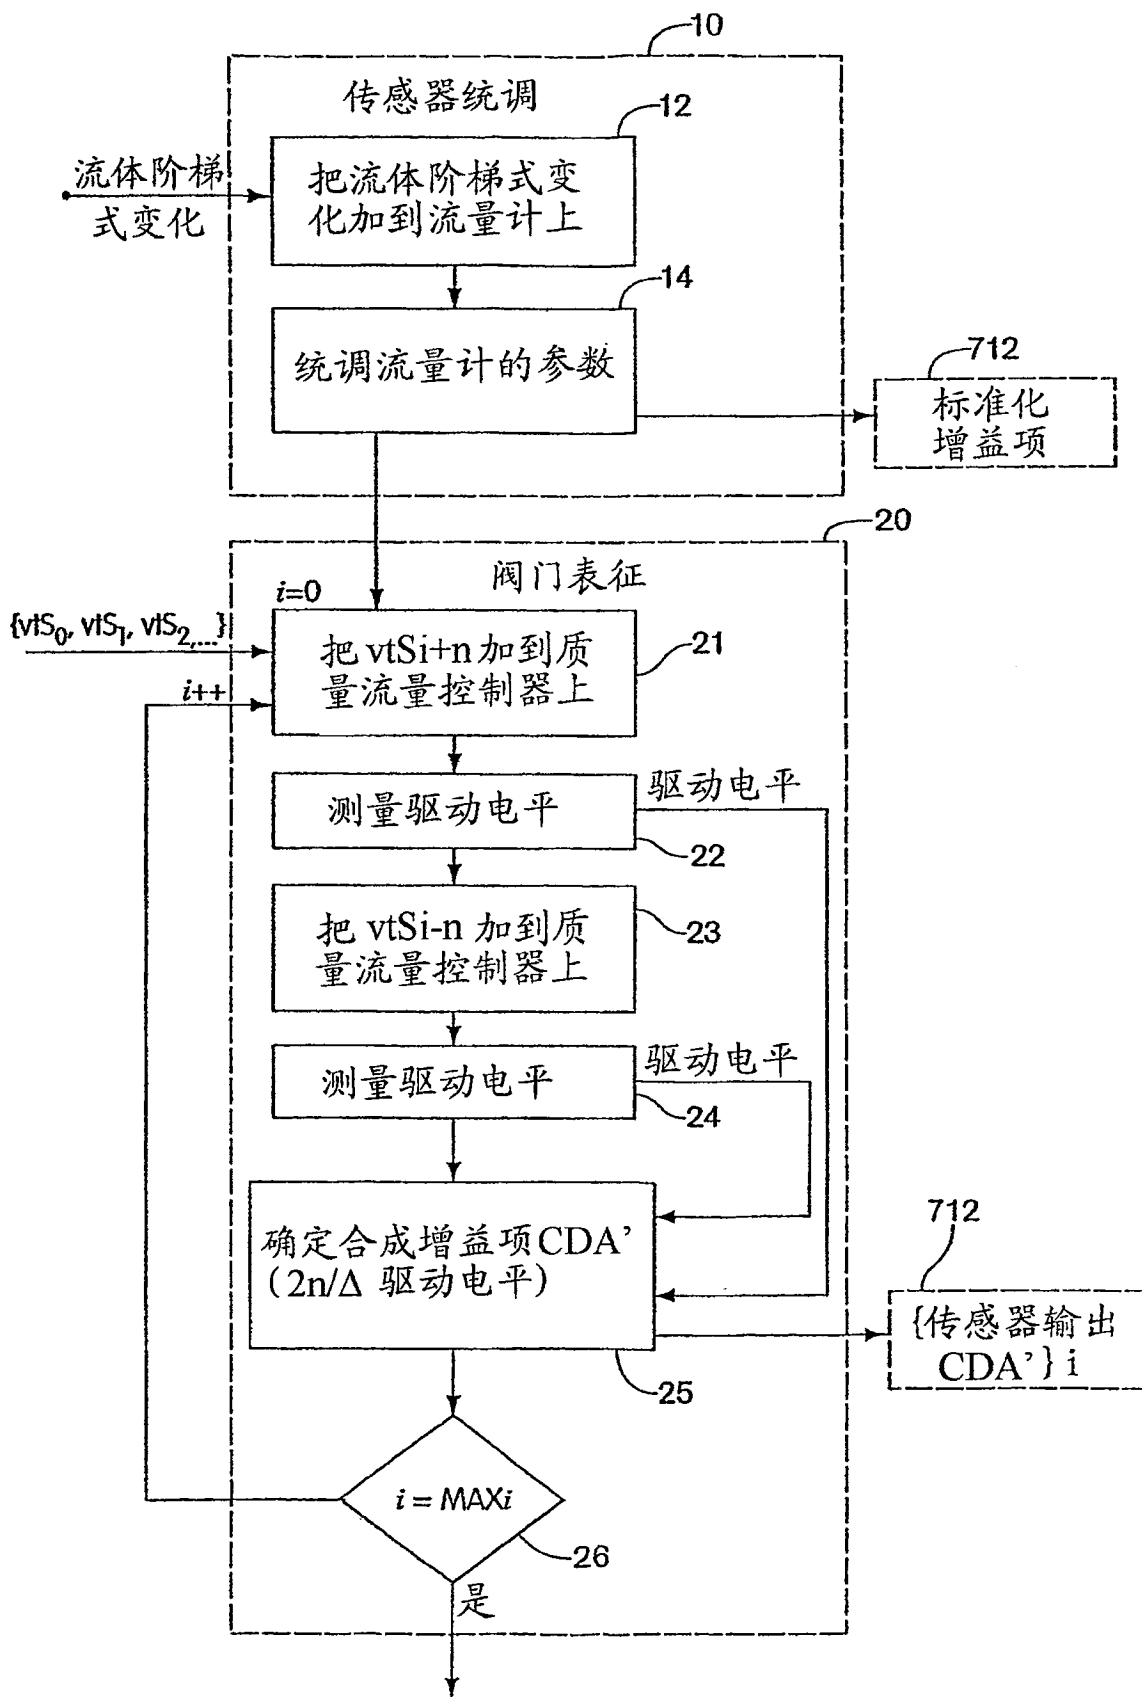 10
传感器统调
12
流体阶梯
式变化
把流体阶梯式变
化加到流量计上
14
统调流量计的参数
712
标准化
增益项
20
阀门表征
i=0
{vtS0, vtS1, vtS2,....}
把 vtSi+n 加到质
量流量控制器上
21
i++
驱动电平
测量驱动电平
22
把 vtSi-n 加到质
量流量控制器上
23
驱动电平
测量驱动电平
24
确定合成增益项 CDA’
(2n/Δ 驱动电平)
712
{传感器输出
CDA’} i
25
i = MAXi
26
是